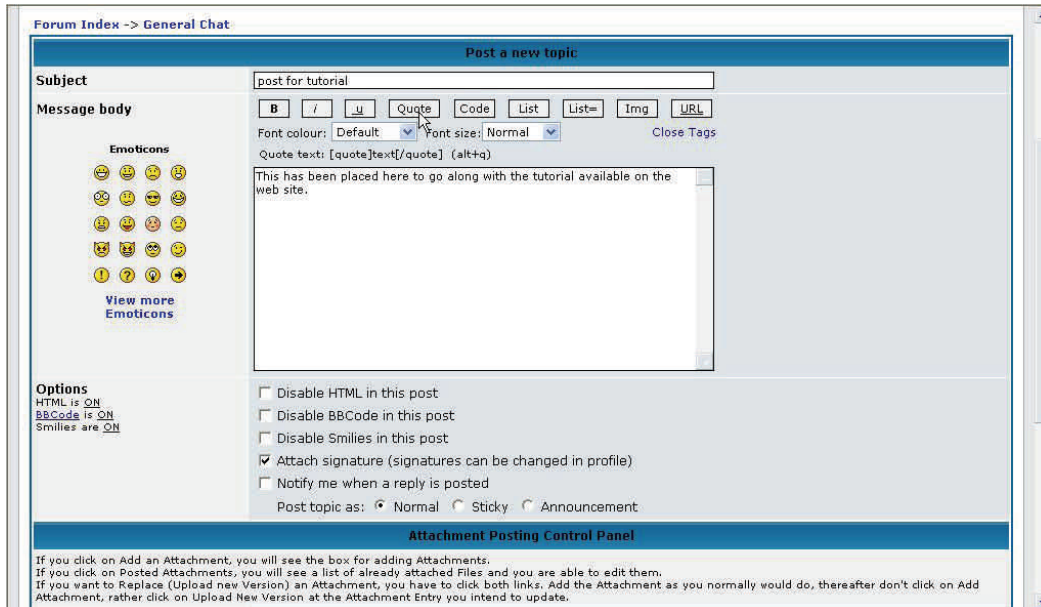 Forum Index -> General Chat
Post a new topic
Subject
post for tutorial
Message body
B i u Quote Code List List= Img URL
Font colour: Default Font size: Normal Close Tags
Quote text: [quote]text[/quote] (alt+q)
Emoticons
This has been placed here to go along with the tutorial available on the
web site.
View more
Emoticons
Options
HTML is ON
BBCode is ON
Smilies are ON
Disable HTML in this post
Disable BBCode in this post
Disable Smilies in this post
Attach signature (signatures can be changed in profile)
Notify me when a reply is posted
Post topic as: Normal Sticky Announcement
Attachment Posting Control Panel
If you click on Add an Attachment, you will see the box for adding Attachments.
If you click on Posted Attachments, you will see a list of already attached Files and you are able to edit them.
If you want to Replace (Upload new Version) an Attachment, you have to click both links. Add the Attachment as you normally would do, thereafter don't click on Add
Attachment, rather click on Upload New Version at the Attachment Entry you intend to update.